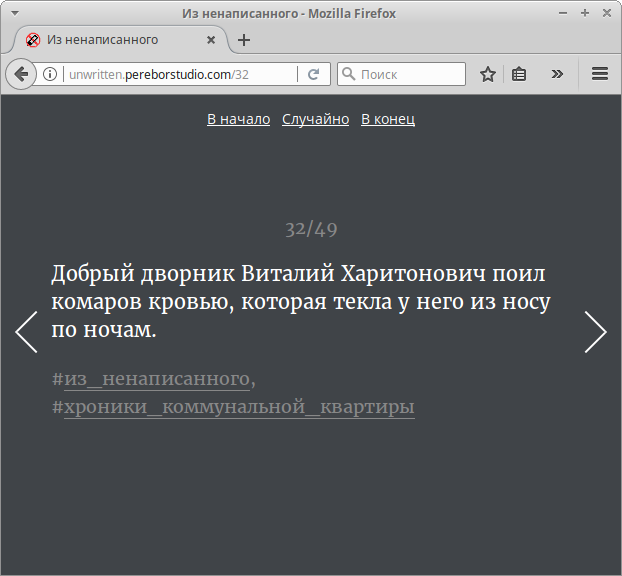 Из ненаписанного - Mozilla Firefox
Из ненаписанного
unwritten.pereborstudio.com/32
Поиск
В начало Случайно В конец
32/49
Добрый дворник Виталий Харитонович поил
комаров кровью, которая текла у него из носу
по ночам.
#из_ненаписанного,
#хроники_коммунальной_квартиры